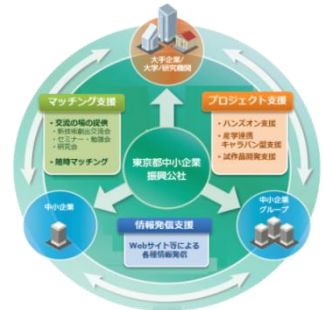 大手企業/
大学/研究機関
マッチング支援
・交流の場の提供
・新技術創出交流会
・セミナー・勉強会
・研究会
・随時マッチング
プロジェクト支援
・ハンズオン支援
・産学連携
キャラバン型支援
・試作品開発支援
東京都中小企業
振興公社
中小企業
情報発信支援
Webサイト等による
各種情報発信
中小企業
グループ